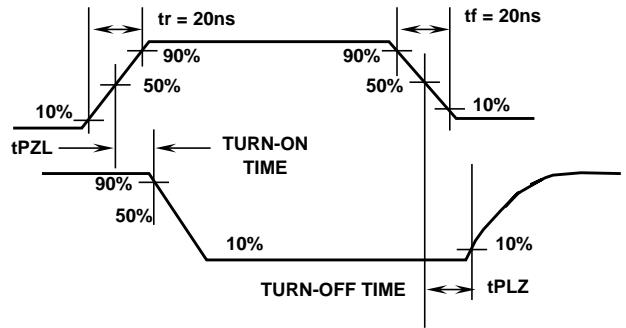 tr = 20ns
tf = 20ns
90%
90%
50%
50%
10%
10%
tPZL
TURN-ON
TIME
90%
50%
10%
10%
TURN-OFF TIME
tPLZ